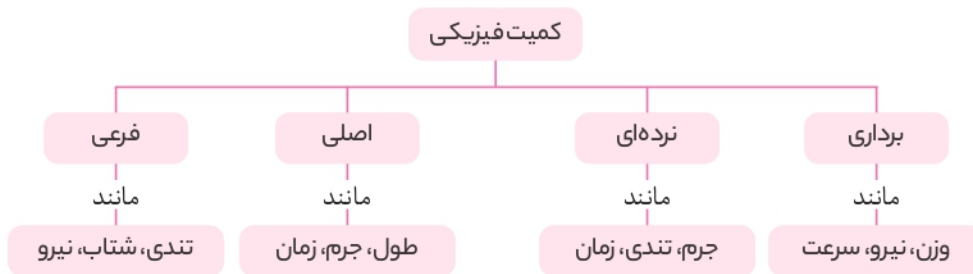 کمیت فیزیکی
برداری
نرده‌ای
اصلی
فرعی
مانند
مانند
مانند
مانند
وزن، نیرو، سرعت
جرم، تندی، زمان
طول، جرم، زمان
تندی، شتاب، نیرو